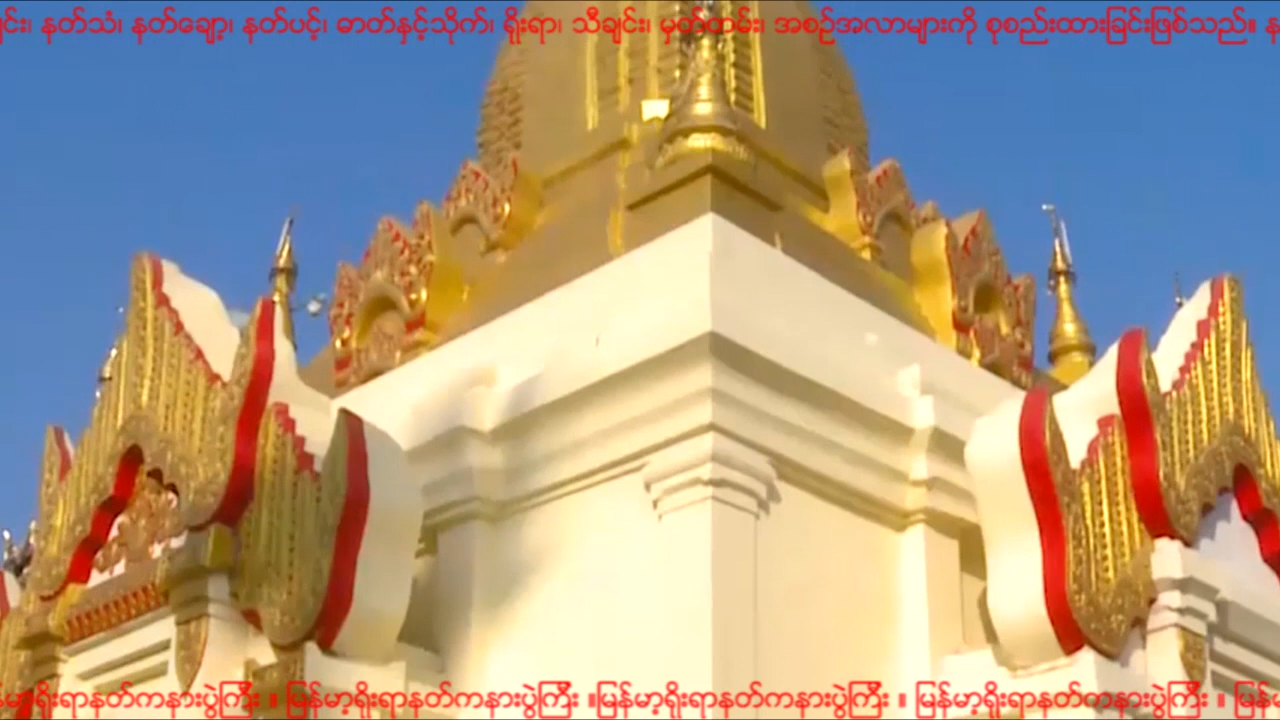 နတ်သံ၊ နတ်ချော့၊ နတ်ပင့်၊ ဓာတ်နှင့်သိုက်၊ ရိုးရာ၊ သီချင်း၊ မှတ်တမ်း၊ အစဉ်အလာများကို စုစည်းထားခြင်းဖြစ်သည်။
မြန်မာ့ရိုးရာနတ်ကနားပွဲကြီး ။ မြန်မာ့ရိုးရာနတ်ကနားပွဲကြီး ။မြန်မာ့ရိုးရာနတ်ကနားပွဲကြီး ။ မြန်မာ့ရိုးရာနတ်ကနားပွဲကြီး ။